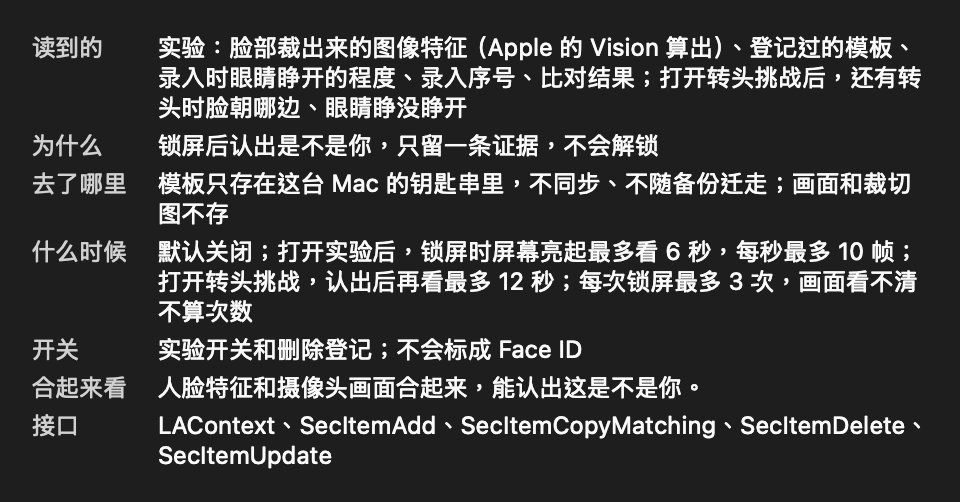 读到的 实验：脸部裁出来的图像特征（Apple 的 Vision 算出）、登记过的模板、
录入时眼睛睁开的程度、录入序号、比对结果；打开转头挑战后，还有转
头时脸朝哪边、眼睛睁没睁开
为什么 锁屏后认出是不是你，只留一条证据，不会解锁
去了哪里 模板只存在这台 Mac 的钥匙串里，不同步、不随备份迁走；画面和裁切
图不存
什么时候 默认关闭；打开实验后，锁屏时屏幕亮起最多看 6 秒，每秒最多 10 帧；
打开转头挑战，认出后再看最多 12 秒；每次锁屏最多 3 次，画面看不清
不算次数
开关 实验开关和删除登记；不会标成 Face ID
合起来看 人脸特征和摄像头画面合起来，能认出这是不是你。
接口 LAContext、SecItemAdd、SecItemCopyMatching、SecItemDelete、
SecItemUpdate